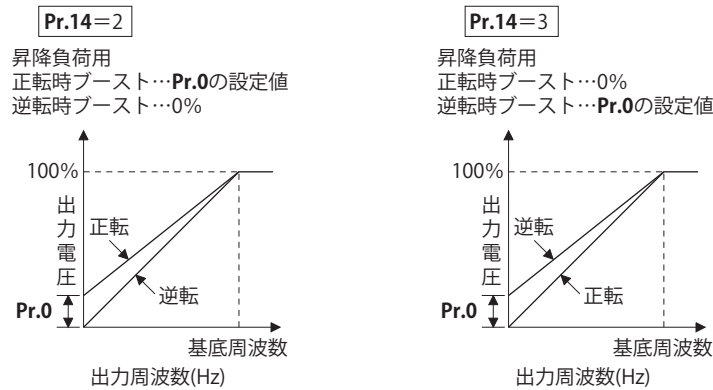 Pr.14＝2
昇降負荷用
正転時ブースト…Pr.0の設定値
逆転時ブースト…0%
100%
出力電圧
正転
逆転
Pr.0
基底周波数
出力周波数(Hz)
Pr.14＝3
昇降負荷用
正転時ブースト…0%
逆転時ブースト…Pr.0の設定値
100%
出力電圧
逆転
正転
Pr.0
基底周波数
出力周波数(Hz)